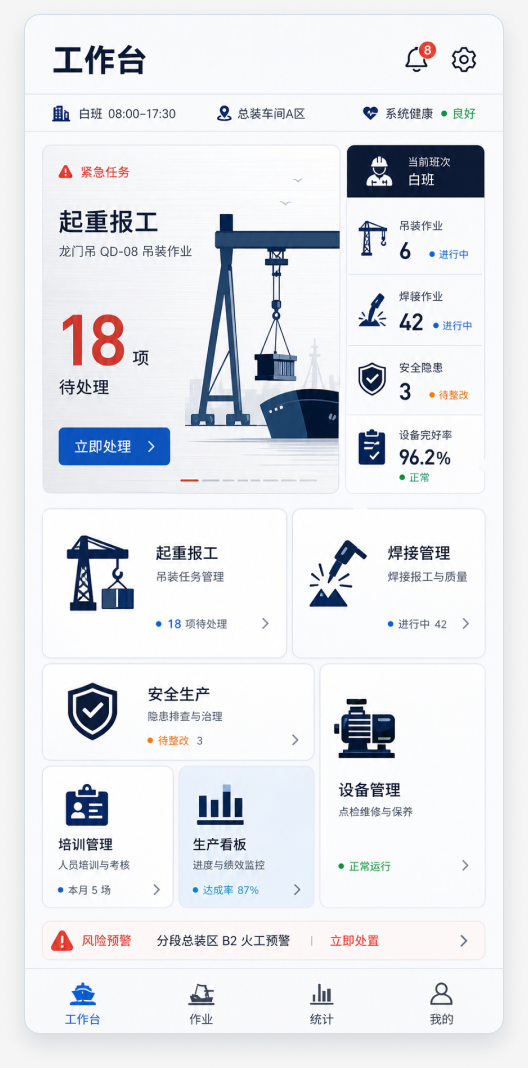 工作台
8
白班 08:00-17:30
总装车间A区
系统健康 良好
紧急任务
起重报工
龙门吊 QD-08 吊装作业
18 项
待处理
立即处理
当前班次
白班
吊装作业
6 进行中
焊接作业
42 进行中
安全隐患
3 待整改
设备完好率
96.2%
正常
起重报工
吊装任务管理
18 项待处理
焊接管理
焊接报工与质量
进行中 42
安全生产
隐患排查与治理
待整改 3
设备管理
点检维修与保养
正常运行
培训管理
人员培训与考核
本月 5 场
生产看板
进度与绩效监控
达成率 87%
风险预警 分段总装区 B2 火工预警 | 立即处置
工作台
作业
统计
我的